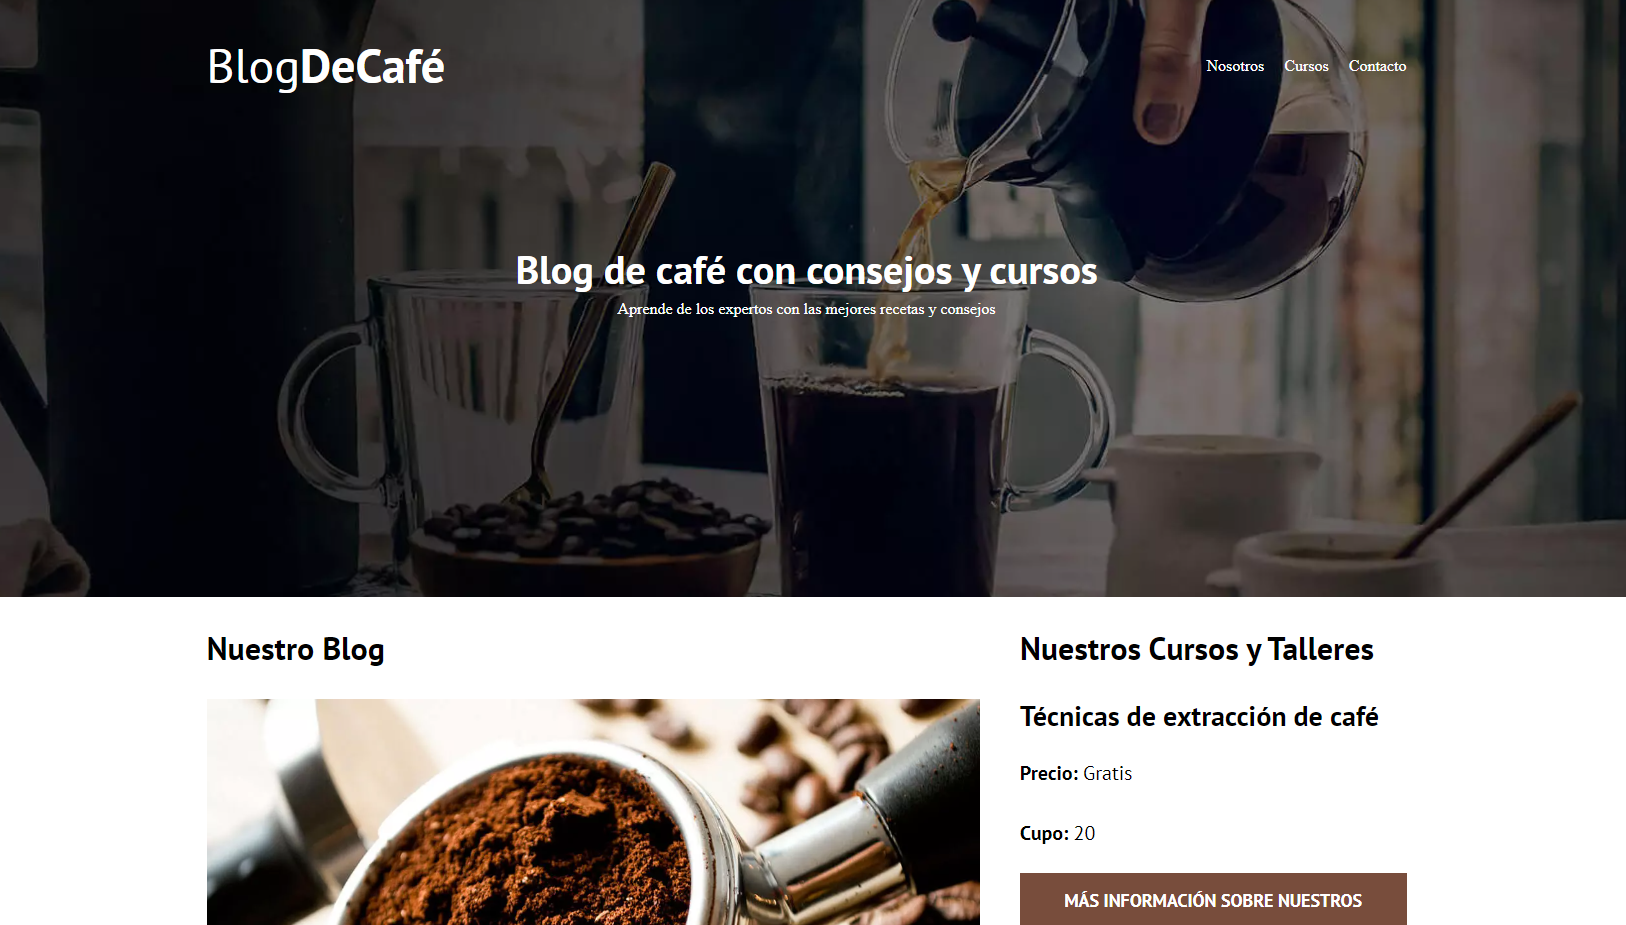 BlogDeCafé
Nosotros Cursos Contacto
Blog de café con consejos y cursos
Aprende de los expertos con las mejores recetas y consejos
Nuestro Blog
Nuestros Cursos y Talleres
Técnicas de extracción de café
Precio: Gratis
Cupo: 20
MÁS INFORMACIÓN SOBRE NUESTROS